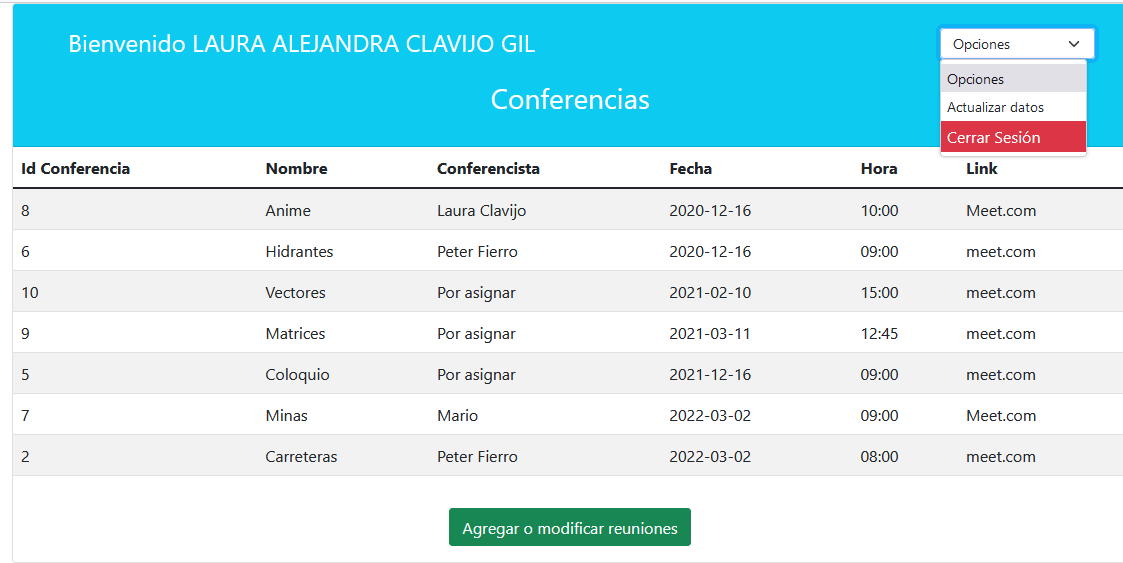 Bienvenido LAURA ALEJANDRA CLAVIJO GIL
Opciones
Opciones
Actualizar datos
Cerrar Sesión
Conferencias
Id Conferencia Nombre Conferencista Fecha Hora Link
8 Anime Laura Clavijo 2020-12-16 10:00 Meet.com
6 Hidrantes Peter Fierro 2020-12-16 09:00 meet.com
10 Vectores Por asignar 2021-02-10 15:00 meet.com
9 Matrices Por asignar 2021-03-11 12:45 meet.com
5 Coloquio Por asignar 2021-12-16 09:00 meet.com
7 Minas Mario 2022-03-02 09:00 Meet.com
2 Carreteras Peter Fierro 2022-03-02 08:00 meet.com
Agregar o modificar reuniones